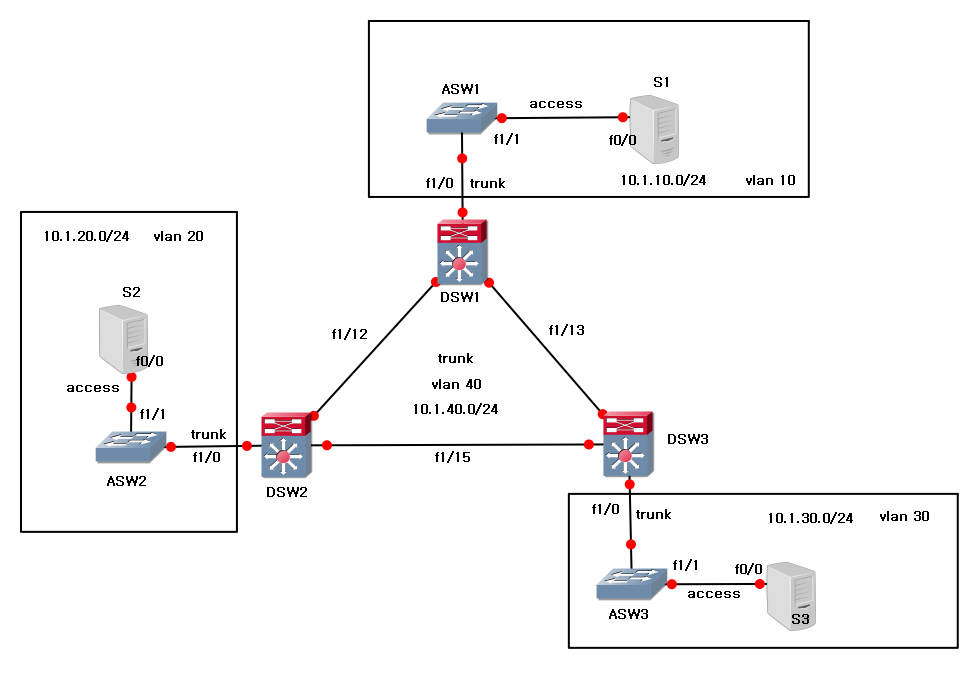 ASW1
S1
access
f1/1
f0/0
f1/0 trunk
10.1.10.0/24 vlan 10
10.1.20.0/24 vlan 20
S2
f0/0
access
f1/1
trunk
f1/0
ASW2
DSW1
f1/12
f1/13
trunk
vlan 40
10.1.40.0/24
DSW2
f1/15
DSW3
f1/0
trunk
10.1.30.0/24 vlan 30
f1/1
f0/0
access
ASW3
S3